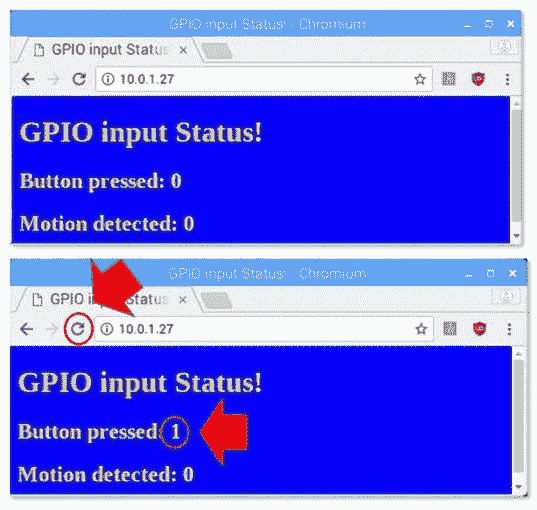 GPIO input Status! - Chromium
GPIO input Status
10.0.1.27
GPIO input Status!
Button pressed: 0
Motion detected: 0
GPIO input Status! - Chromium
GPIO input Status
10.0.1.27
GPIO input Status!
Button pressed 1
Motion detected: 0